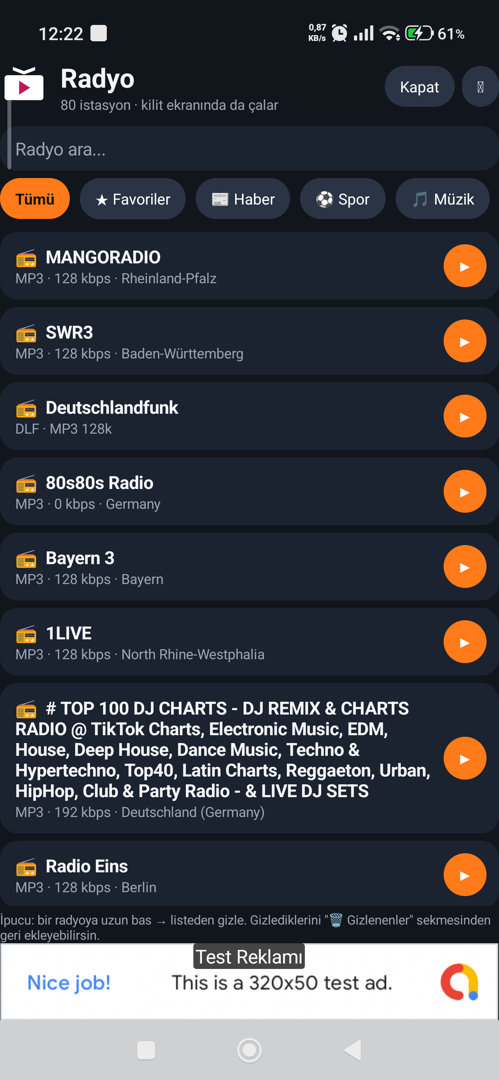 12:22
0,87
KB/s
61%
Radyo
80 istasyon · kilit ekranında da çalar
Kapat
Radyo ara...
Tümü
★ Favoriler
Haber
Spor
Müzik
MANGORADIO
MP3 · 128 kbps · Rheinland-Pfalz
SWR3
MP3 · 128 kbps · Baden-Württemberg
Deutschlandfunk
DLF · MP3 128k
80s80s Radio
MP3 · 0 kbps · Germany
Bayern 3
MP3 · 128 kbps · Bayern
1LIVE
MP3 · 128 kbps · North Rhine-Westphalia
# TOP 100 DJ CHARTS - DJ REMIX & CHARTS
RADIO @ TikTok Charts, Electronic Music, EDM,
House, Deep House, Dance Music, Techno &
Hypertechno, Top40, Latin Charts, Reggaeton, Urban,
HipHop, Club & Party Radio - & LIVE DJ SETS
MP3 · 192 kbps · Deutschland (Germany)
Radio Eins
MP3 · 128 kbps · Berlin
İpucu: bir radyoya uzun bas → listeden gizle. Gizlediklerini "🗑 Gizlenenler" sekmesinden
geri ekleyebilirsin.
Test Reklamı
Nice job!
This is a 320x50 test ad.